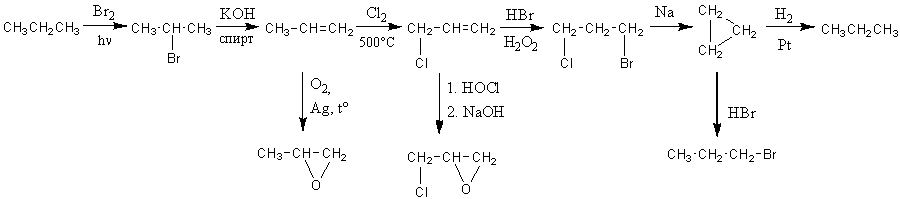 CH₃CH₂CH₃ Br₂ hν CH₃-CH-CH₃ Br KOH спирт CH₃-CH=CH₂ Cl₂ 500°C CH₂-CH=CH₂ Cl HBr H₂O₂ CH₂-CH₂-CH₂ Cl Br Na CH₂ CH₂ CH₂ H₂ Pt CH₃CH₂CH₃
O₂,
Ag, t°
1. HOCl
2. NaOH
HBr
CH₃-CH-CH₂
O
CH₂-CH-CH₂
Cl O
CH₃-CH₂-CH₂-Br